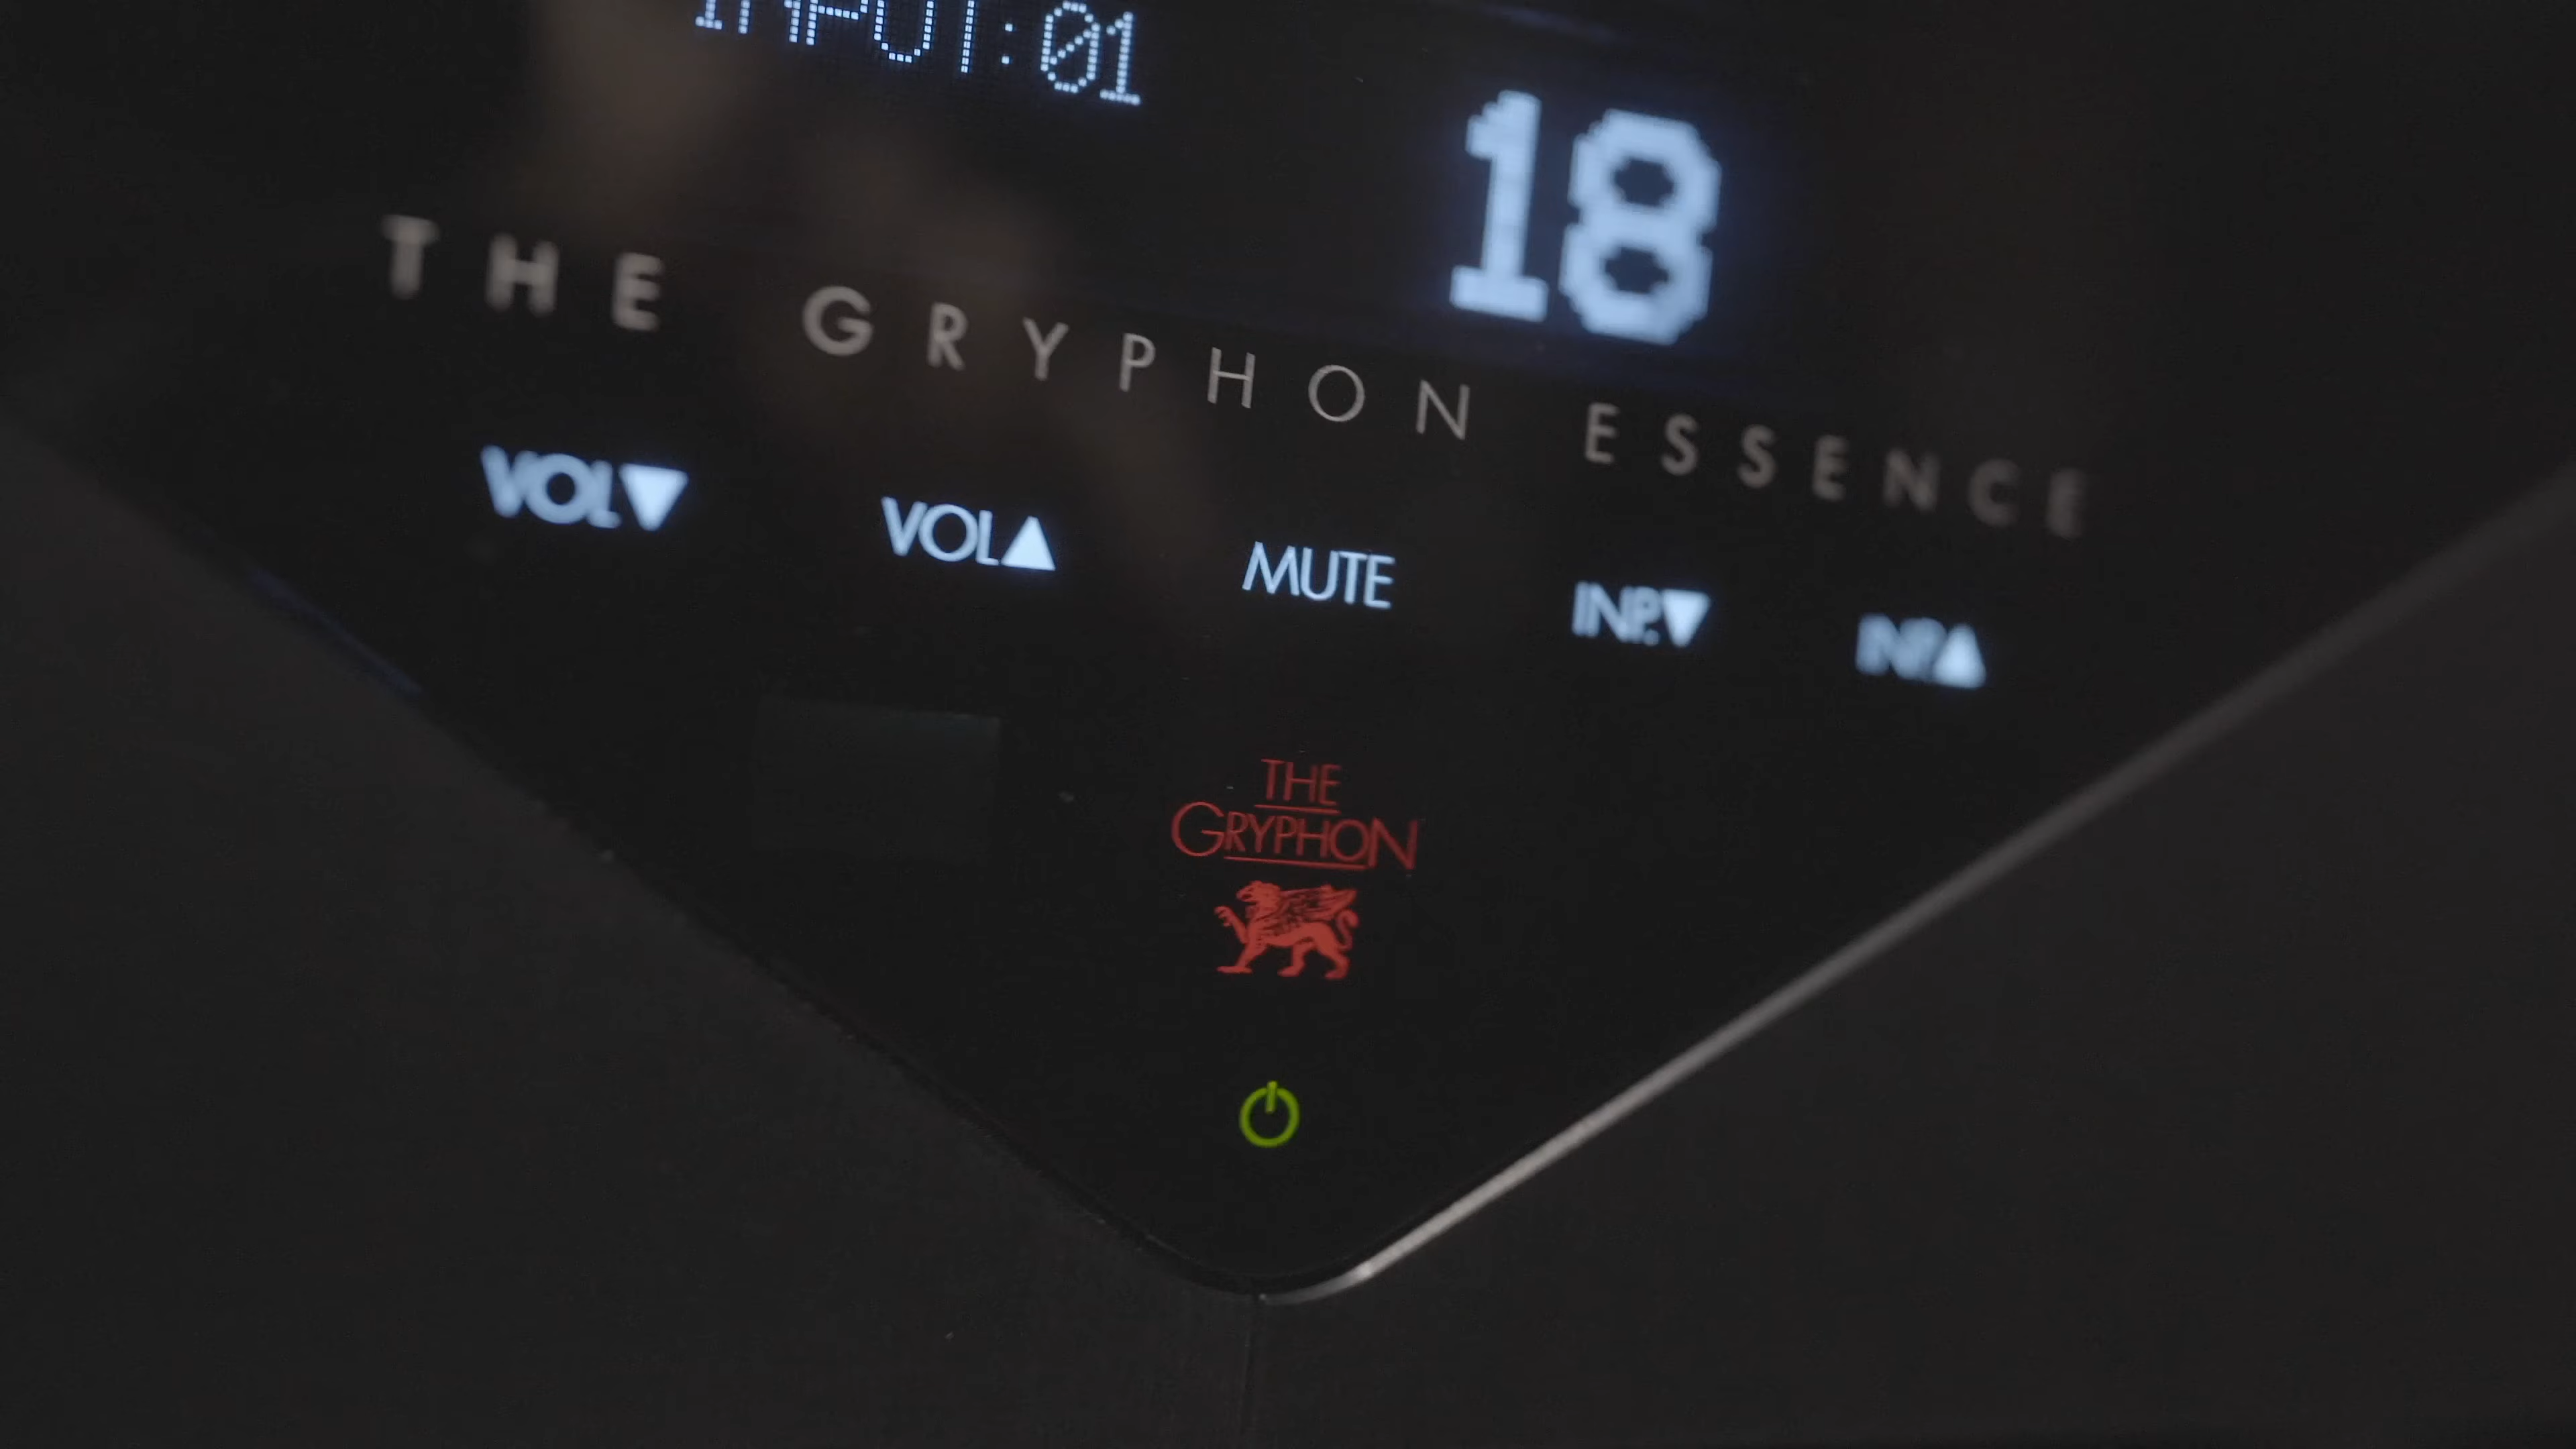 INPUT:01
18
THE GRYPHON ESSENCE
VOL▼ VOL▲ MUTE INP.▼ INP.▲
THE
GRYPHON